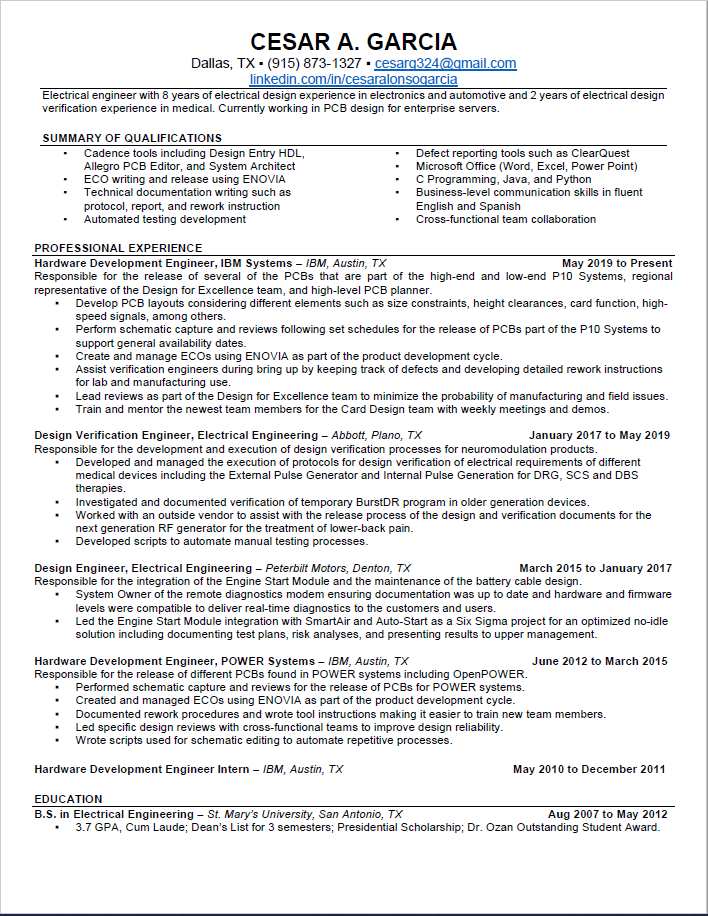 CESAR A. GARCIA
Dallas, TX ▪ (915) 873-1327 ▪ cesarg324@gmail.com
linkedin.com/in/cesaralonsogarcia
Electrical engineer with 8 years of electrical design experience in electronics and automotive and 2 years of electrical design
verification experience in medical. Currently working in PCB design for enterprise servers.
SUMMARY OF QUALIFICATIONS
▪ Cadence tools including Design Entry HDL,
Allegro PCB Editor, and System Architect
▪ ECO writing and release using ENOVIA
▪ Technical documentation writing such as
protocol, report, and rework instruction
▪ Automated testing development
▪ Defect reporting tools such as ClearQuest
▪ Microsoft Office (Word, Excel, Power Point)
▪ C Programming, Java, and Python
▪ Business-level communication skills in fluent
English and Spanish
▪ Cross-functional team collaboration
PROFESSIONAL EXPERIENCE
Hardware Development Engineer, IBM Systems – IBM, Austin, TX May 2019 to Present
Responsible for the release of several of the PCBs that are part of the high-end and low-end P10 Systems, regional
representative of the Design for Excellence team, and high-level PCB planner.
▪ Develop PCB layouts considering different elements such as size constraints, height clearances, card function, high-
speed signals, among others.
▪ Perform schematic capture and reviews following set schedules for the release of PCBs part of the P10 Systems to
support general availability dates.
▪ Create and manage ECOs using ENOVIA as part of the product development cycle.
▪ Assist verification engineers during bring up by keeping track of defects and developing detailed rework instructions
for lab and manufacturing use.
▪ Lead reviews as part of the Design for Excellence team to minimize the probability of manufacturing and field issues.
▪ Train and mentor the newest team members for the Card Design team with weekly meetings and demos.
Design Verification Engineer, Electrical Engineering – Abbott, Plano, TX January 2017 to May 2019
Responsible for the development and execution of design verification processes for neuromodulation products.
▪ Developed and managed the execution of protocols for design verification of electrical requirements of different
medical devices including the External Pulse Generator and Internal Pulse Generation for DRG, SCS and DBS
therapies.
▪ Investigated and documented verification of temporary BurstDR program in older generation devices.
▪ Worked with an outside vendor to assist with the release process of the design and verification documents for the
next generation RF generator for the treatment of lower-back pain.
▪ Developed scripts to automate manual testing processes.
Design Engineer, Electrical Engineering – Peterbilt Motors, Denton, TX March 2015 to January 2017
Responsible for the integration of the Engine Start Module and the maintenance of the battery cable design.
▪ System Owner of the remote diagnostics modem ensuring documentation was up to date and hardware and firmware
levels were compatible to deliver real-time diagnostics to the customers and users.
▪ Led the Engine Start Module integration with SmartAir and Auto-Start as a Six Sigma project for an optimized no-idle
solution including documenting test plans, risk analyses, and presenting results to upper management.
Hardware Development Engineer, POWER Systems – IBM, Austin, TX June 2012 to March 2015
Responsible for the release of different PCBs found in POWER systems including OpenPOWER.
▪ Performed schematic capture and reviews for the release of PCBs for POWER systems.
▪ Created and managed ECOs using ENOVIA as part of the product development cycle.
▪ Documented rework procedures and wrote tool instructions making it easier to train new team members.
▪ Led specific design reviews with cross-functional teams to improve design reliability.
▪ Wrote scripts used for schematic editing to automate repetitive processes.
Hardware Development Engineer Intern – IBM, Austin, TX May 2010 to December 2011
EDUCATION
B.S. in Electrical Engineering – St. Mary's University, San Antonio, TX Aug 2007 to May 2012
▪ 3.7 GPA, Cum Laude; Dean's List for 3 semesters; Presidential Scholarship; Dr. Ozan Outstanding Student Award.